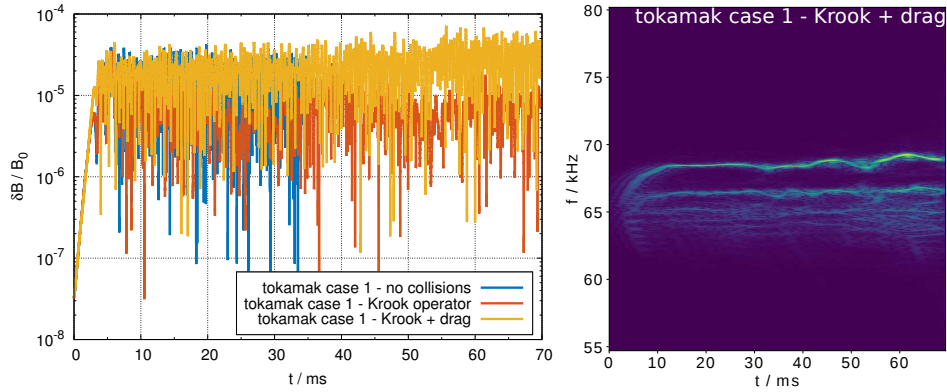 10⁻⁴
10⁻⁵
10⁻⁶
10⁻⁷
10⁻⁸
δB / B₀
tokamak case 1 - no collisions
tokamak case 1 - Krook operator
tokamak case 1 - Krook + drag
0 10 20 30 40 50 60 70
t / ms
tokamak case 1 - Krook + drag
80
75
70
65
60
55
f / kHz
0 10 20 30 40 50 60
t / ms